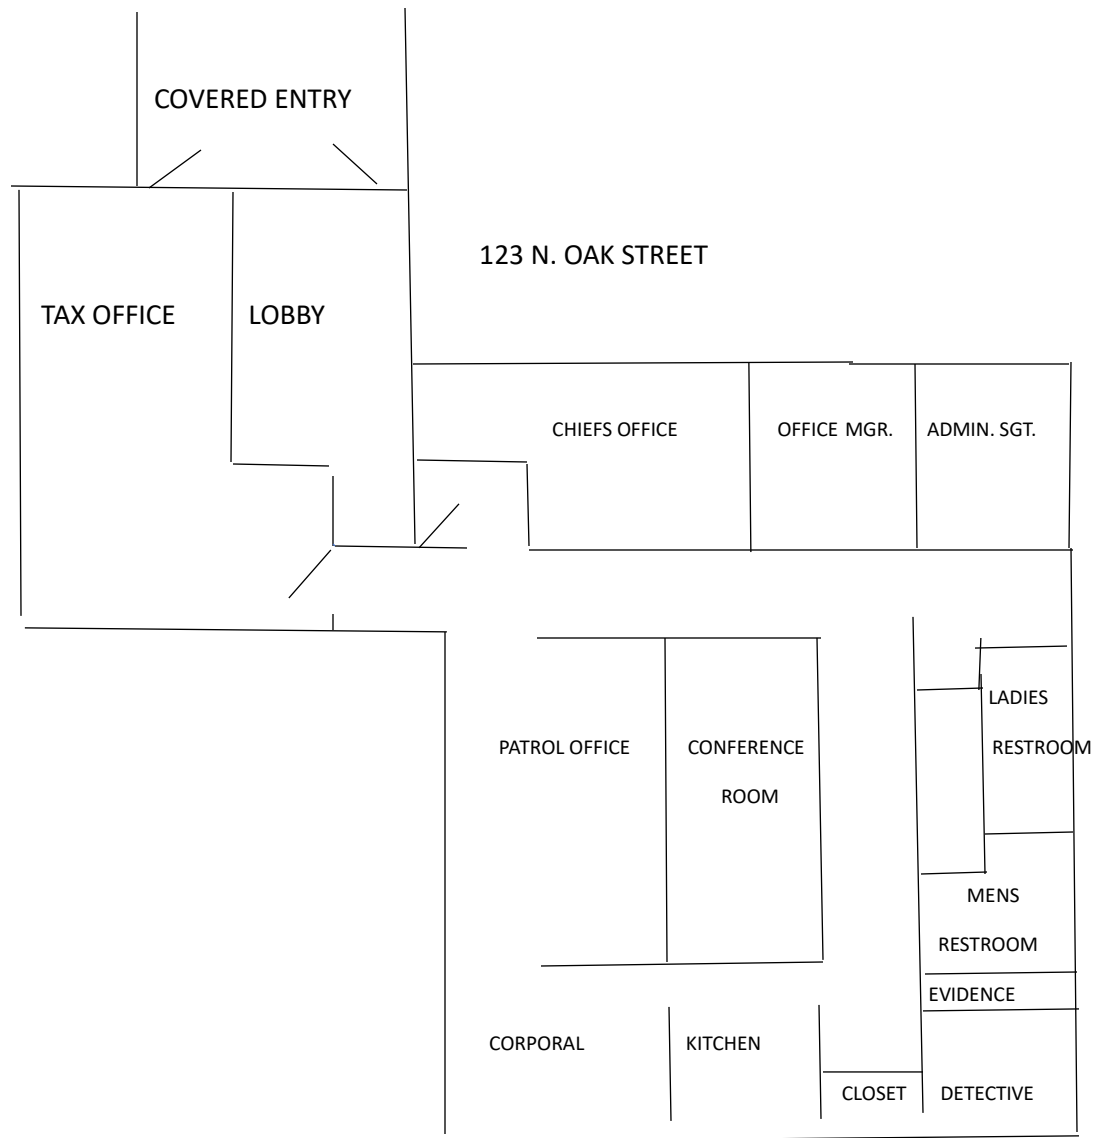 COVERED ENTRY
123 N. OAK STREET
TAX OFFICE
LOBBY
CHIEFS OFFICE
OFFICE MGR.
ADMIN. SGT.
LADIES
RESTROOM
PATROL OFFICE
CONFERENCE
ROOM
MENS
RESTROOM
EVIDENCE
CORPORAL
KITCHEN
CLOSET
DETECTIVE